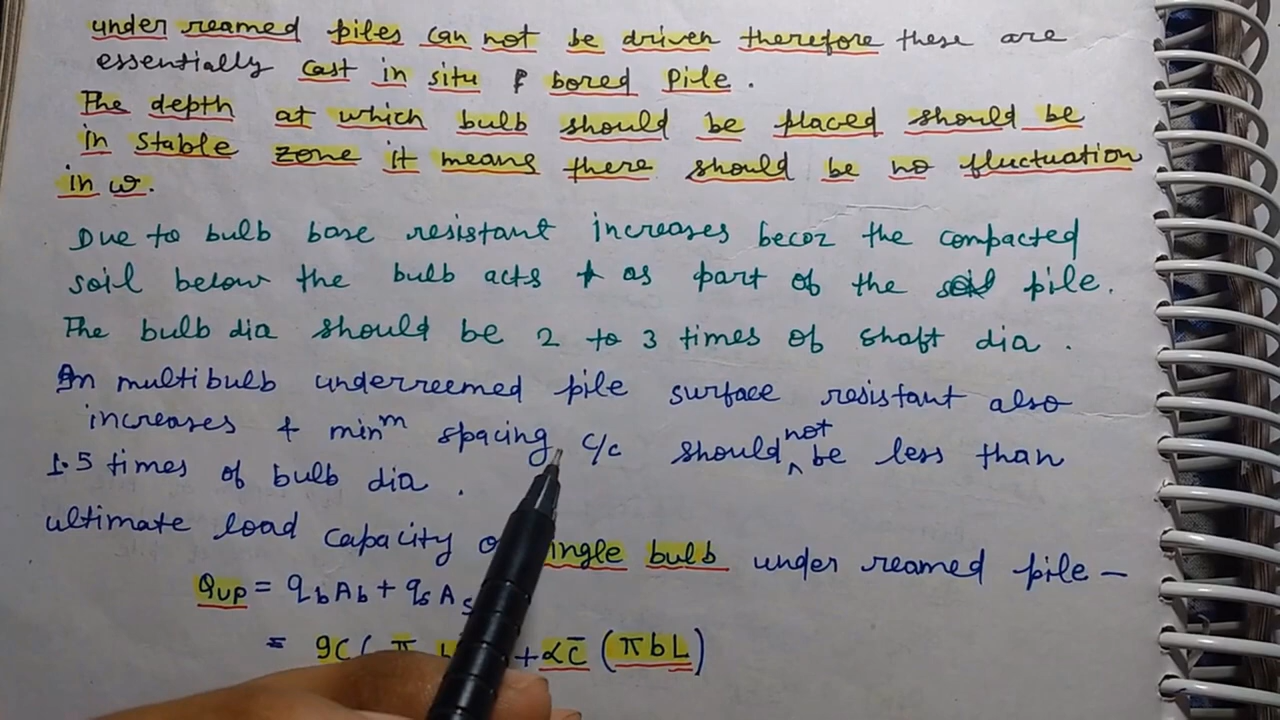 under reamed piles can not be driven therefore these are
essentially cast in situ & bored pile.
The depth at which bulb should be placed should be
in stable zone it means there should be no fluctuation
in w.
Due to bulb base resistant increases becoz the compacted
soil below the bulb acts as part of the pile.
The bulb dia should be 2 to 3 times of shaft dia.
In multibulb underreemed pile surface resistant also
increases & minᵐ spacing c/c should not be less than
1.5 times of bulb dia.
ultimate load capacity ingle bulb under reamed pile –
Qup = qbAb + qsAs
= 9C(π + αc̄ (πbL)